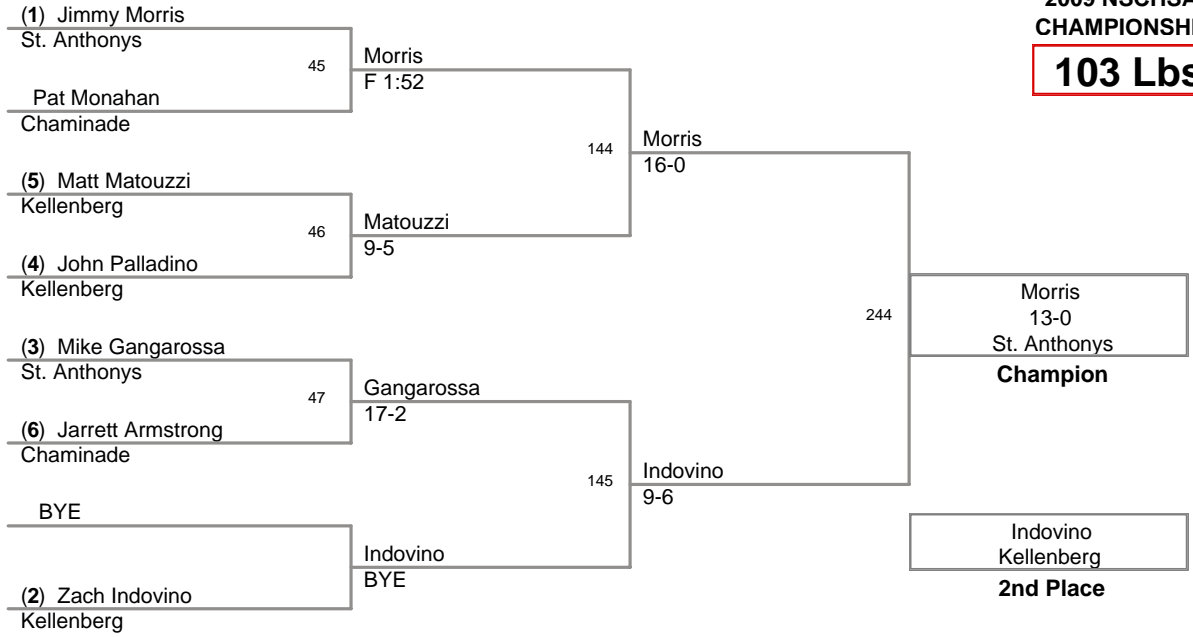 2009 NSCHSA
CHAMPIONSHI
103 Lbs
(1) Jimmy Morris
St. Anthonys
45
Morris
F 1:52
Pat Monahan
Chaminade
144
Morris
16-0
(5) Matt Matouzzi
Kellenberg
46
Matouzzi
9-5
(4) John Palladino
Kellenberg
244
Morris
13-0
St. Anthonys
Champion
(3) Mike Gangarossa
St. Anthonys
47
Gangarossa
17-2
(6) Jarrett Armstrong
Chaminade
145
Indovino
9-6
BYE
Indovino
BYE
(2) Zach Indovino
Kellenberg
Indovino
Kellenberg
2nd Place